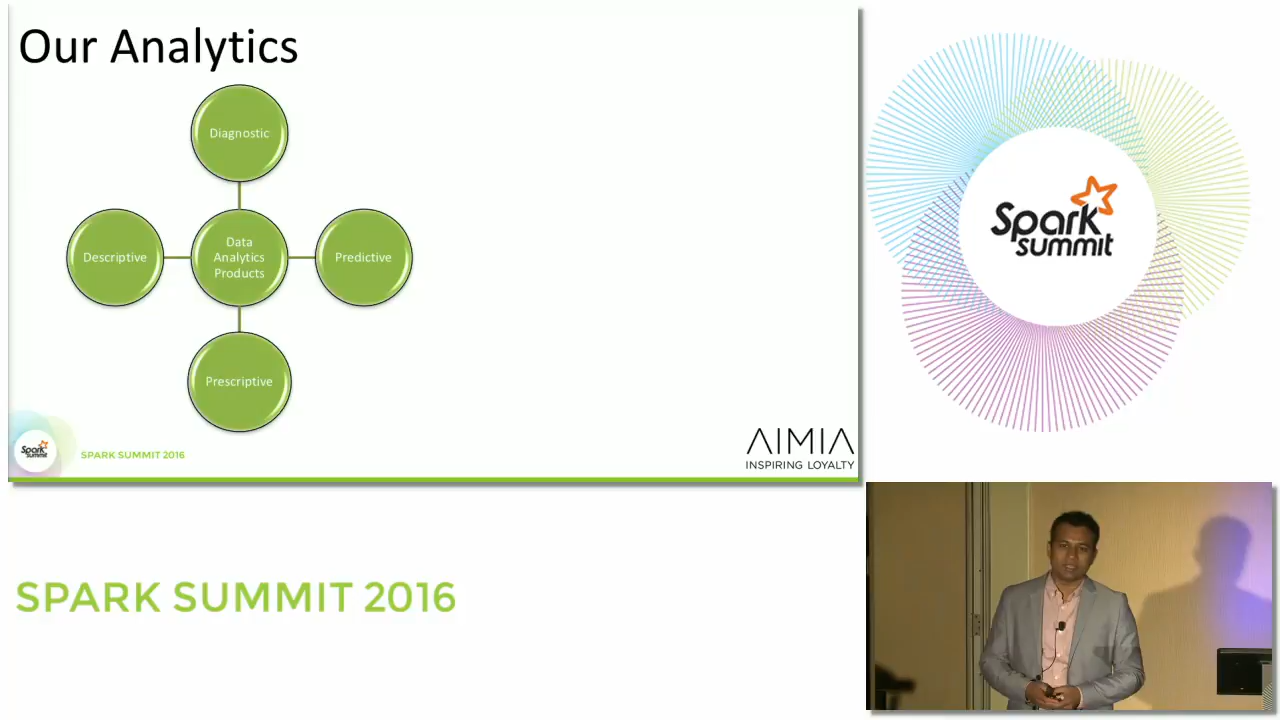 Our Analytics
Diagnostic
Descriptive
Data
Analytics
Products
Predictive
Prescriptive
Spark
summit
SPARK SUMMIT 2016
AIMIA
INSPIRING LOYALTY
Spark
summit
SPARK SUMMIT 2016